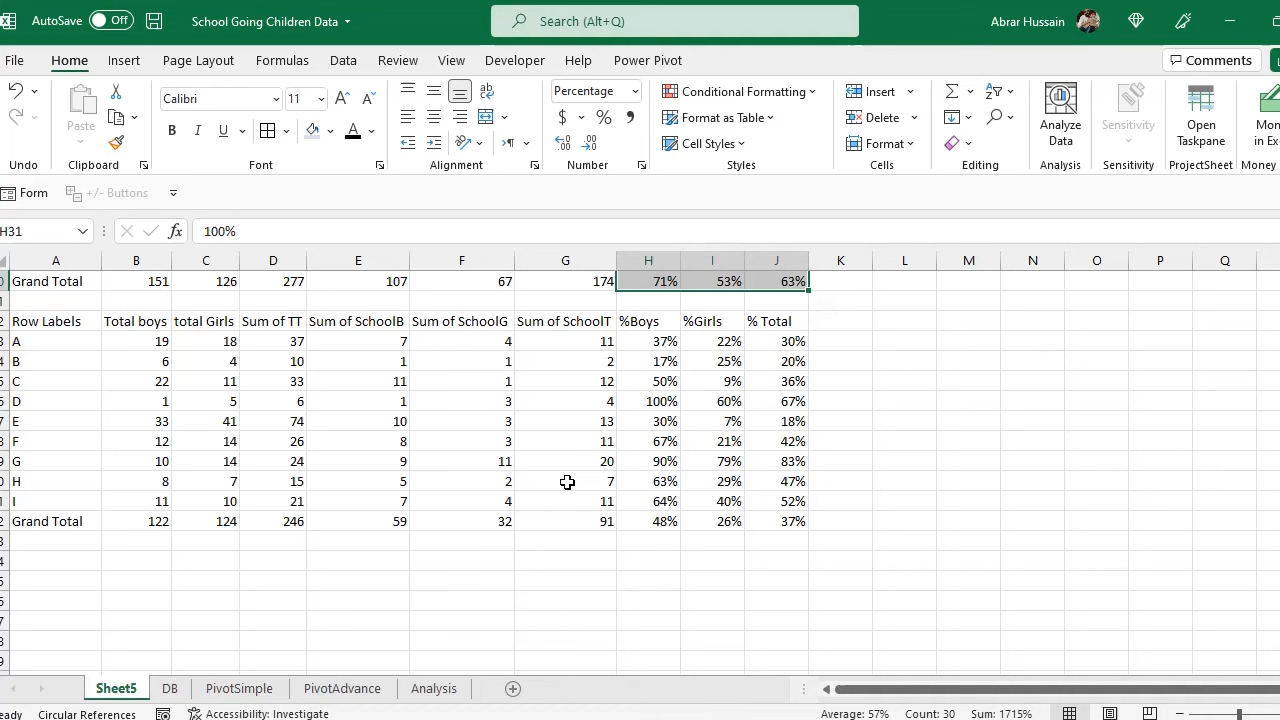 AutoSave Off School Going Children Data Search (Alt+Q) Abrar Hussain
File Home Insert Page Layout Formulas Data Review View Developer Help Power Pivot Comments
Paste Calibri 11 Percentage Conditional Formatting Insert Analyze Data Sensitivity Open Taskpane
B I U $ % Format as Table Delete
Cell Styles Format
Undo Clipboard Font Alignment Number Styles Cells Editing Analysis Sensitivity ProjectSheet Money
Form +/- Buttons
H31 fx 100%
A B C D E F G H I J K L M N O P Q
Grand Total 151 126 277 107 67 174 71% 53% 63%
Row Labels Total boys total Girls Sum of TT Sum of SchoolB Sum of SchoolG Sum of SchoolT %Boys %Girls % Total
A 19 18 37 7 4 11 37% 22% 30%
B 6 4 10 1 1 2 17% 25% 20%
C 22 11 33 11 1 12 50% 9% 36%
D 1 5 6 1 3 4 100% 60% 67%
E 33 41 74 10 3 13 30% 7% 18%
F 12 14 26 8 3 11 67% 21% 42%
G 10 14 24 9 11 20 90% 79% 83%
H 8 7 15 5 2 7 63% 29% 47%
I 11 10 21 7 4 11 64% 40% 52%
Grand Total 122 124 246 59 32 91 48% 26% 37%
Sheet5 DB PivotSimple PivotAdvance Analysis
Circular References Accessibility: Investigate Average: 57% Count: 30 Sum: 1715%